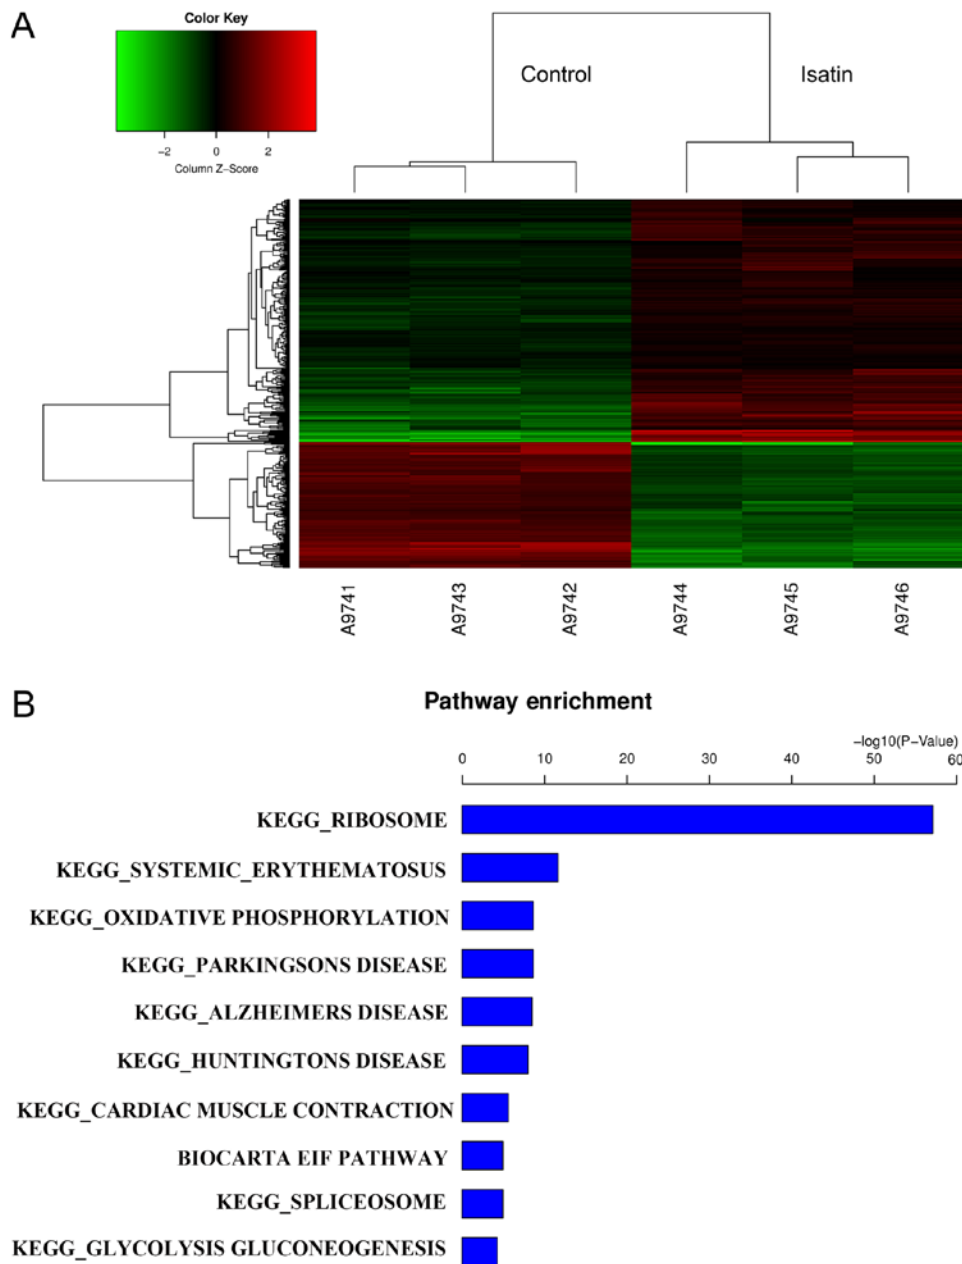 A
Color Key
−2 0 2
Column Z−Score
Control
Isatin
A9741
A9743
A9742
A9744
A9745
A9746
B
Pathway enrichment
−log10(P−Value)
0 10 20 30 40 50 60
KEGG_RIBOSOME
KEGG_SYSTEMIC_ERYTHEMATOSUS
KEGG_OXIDATIVE PHOSPHORYLATION
KEGG_PARKINGSONS DISEASE
KEGG_ALZHEIMERS DISEASE
KEGG_HUNTINGTONS DISEASE
KEGG_CARDIAC MUSCLE CONTRACTION
BIOCARTA EIF PATHWAY
KEGG_SPLICEOSOME
KEGG_GLYCOLYSIS GLUCONEOGENESIS